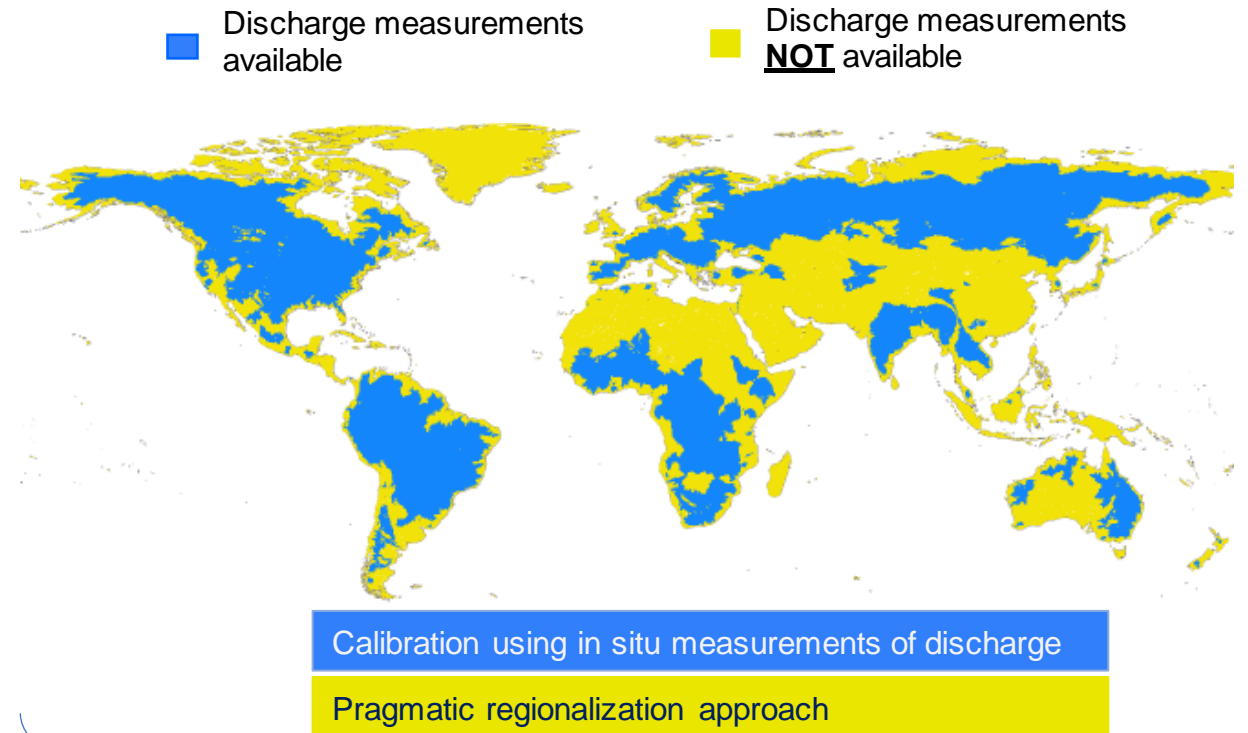 Discharge measurements
available
Discharge measurements
NOT available
Calibration using in situ measurements of discharge
Pragmatic regionalization approach